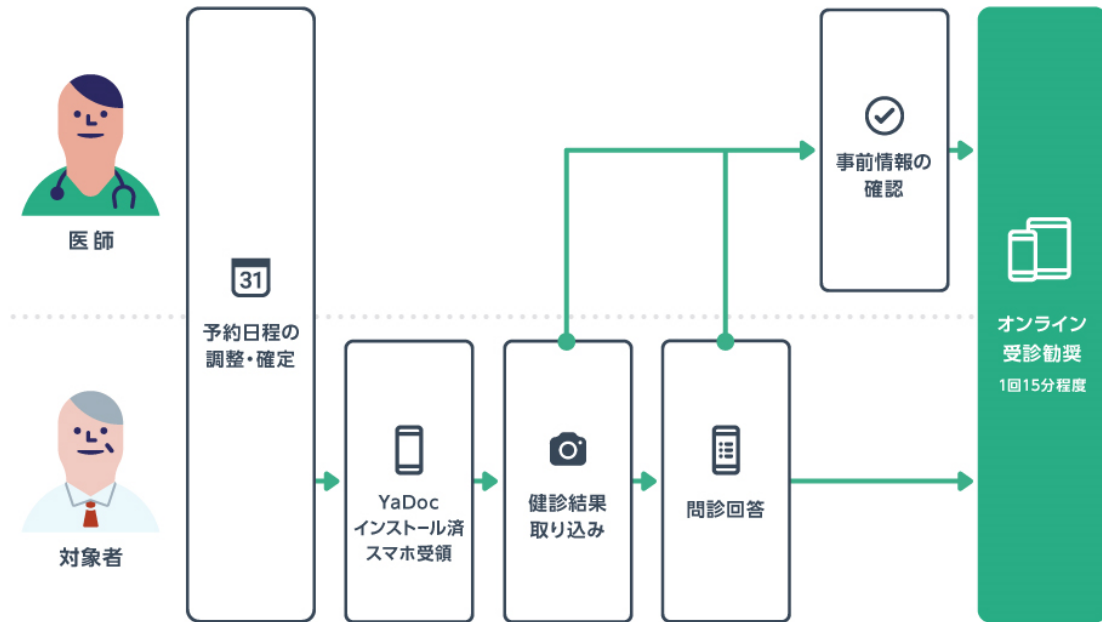 医師
対象者
31
予約日程の
調整・確定
YaDoc
インストール済
スマホ受領
健診結果
取り込み
問診回答
事前情報の
確認
オンライン
受診勧奨
1回15分程度